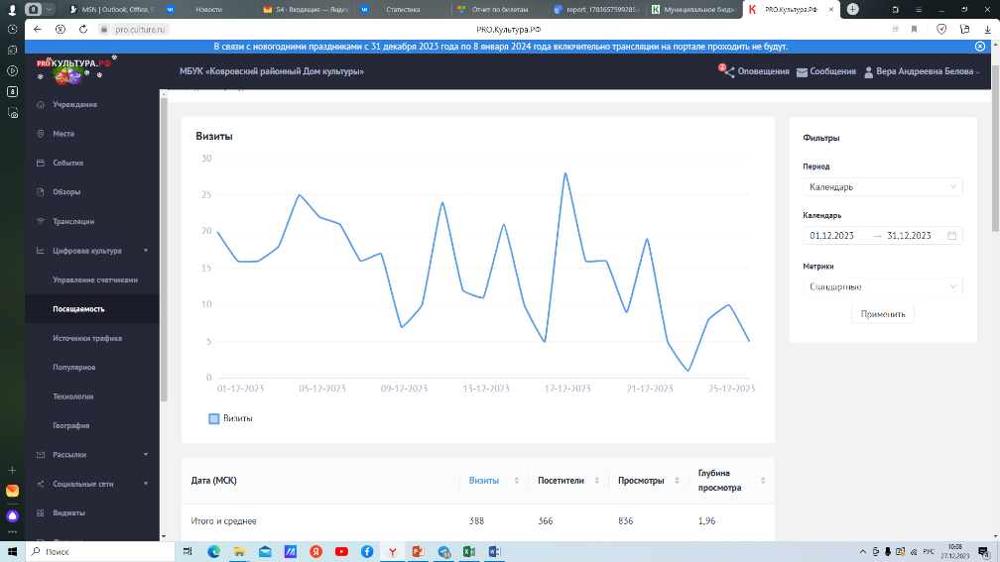 8
MSN | Outlook, Office, S
Новости
54 · Входящие — Яндек
Статистика
Отчет по билетам
report_1703657599285.x
Муниципальное бюдж
PRO.Культура.РФ
pro.culture.ru
PRO.Культура.РФ
В связи с новогодними праздниками с 31 декабря 2023 года по 8 января 2024 года включительно трансляции на портале проходить не будут.
PRO КУЛЬТУРА.РФ
МБУК «Ковровский районный Дом культуры»
2
Оповещения
Сообщения
Вера Андреевна Белова
8
Учреждение
Места
События
Обзоры
Трансляции
Цифровая культура
Управление счетчиками
Посещаемость
Источники трафика
Популярное
Технологии
География
Рассылки
Социальные сети
Виджеты
Визиты
30
25
20
15
10
5
0
01-12-2023
05-12-2023
09-12-2023
13-12-2023
17-12-2023
21-12-2023
25-12-2023
Визиты
Фильтры
Период
Календарь
Календарь
01.12.2023
31.12.2023
Метрики
Стандартные
Применить
Дата (МСК)
Визиты
Посетители
Просмотры
Глубина
просмотра
Итого и среднее
388
366
836
1,96
Поиск
РУС
10:08
27.12.2023